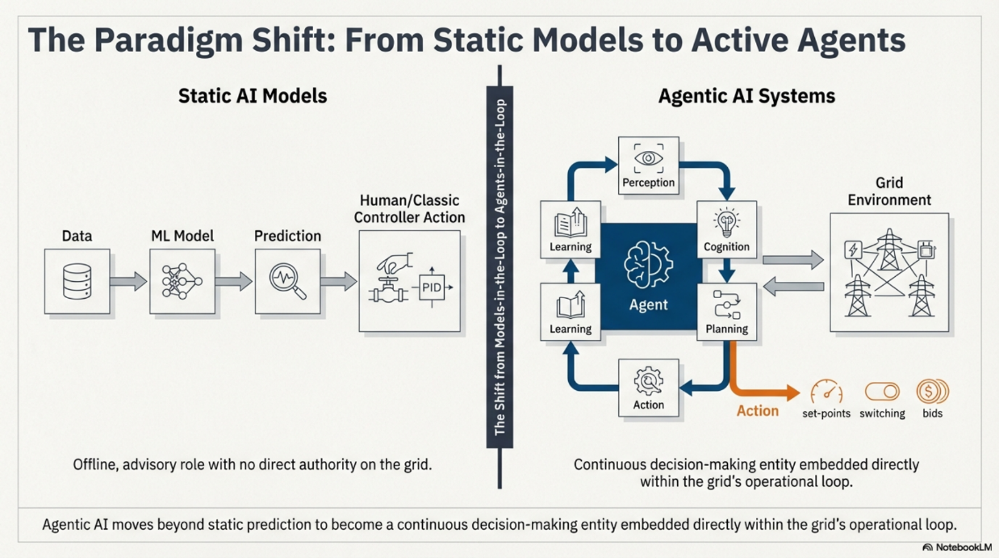 The Paradigm Shift: From Static Models to Active Agents
Static AI Models
Data
ML Model
Prediction
Human/Classic
Controller Action
PID
Offline, advisory role with no direct authority on the grid.
The Shift from Models-in-the-Loop to Agents-in-the-Loop
Agentic AI Systems
Perception
Learning
Cognition
Agent
Learning
Planning
Action
Grid
Environment
Action
set-points
switching
$
bids
Continuous decision-making entity embedded directly
within the grid's operational loop.
Agentic AI moves beyond static prediction to become a continuous decision-making entity embedded directly within the grid's operational loop.
NotebookLM